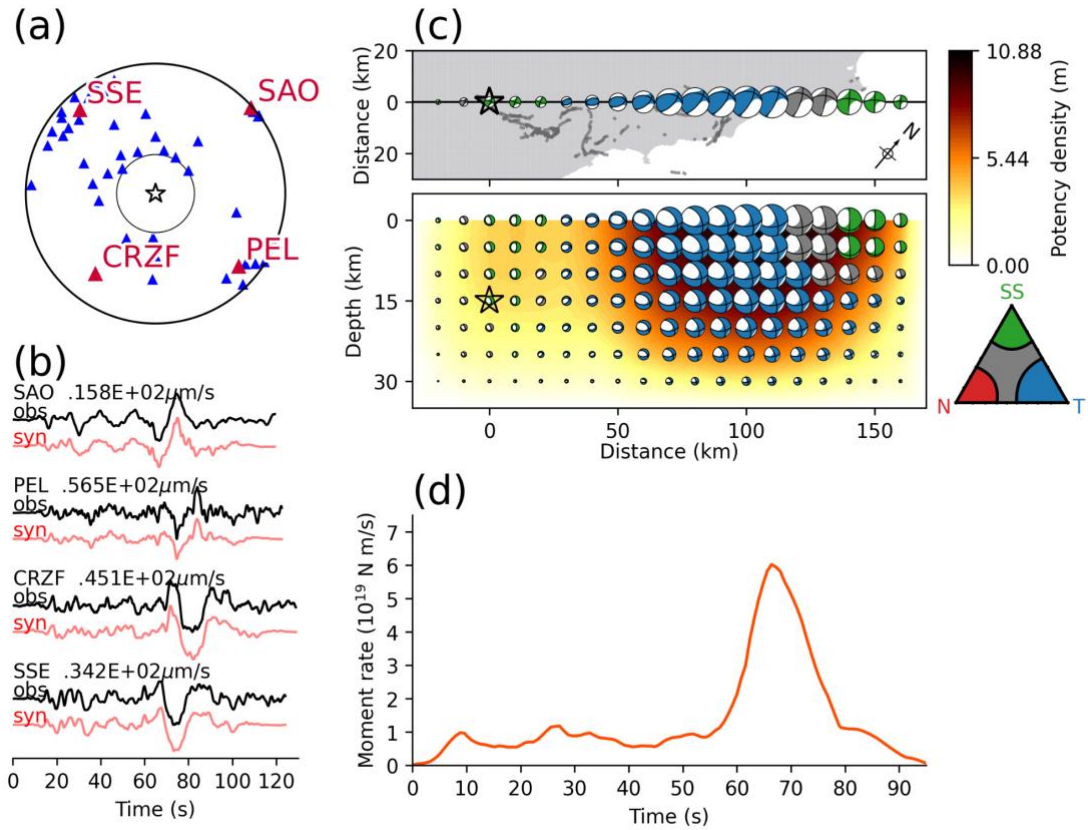 (a)
SSE
SAO
CRZF
PEL
(b)
SAO .158E+02μm/s
obs
syn
PEL .565E+02μm/s
obs
syn
CRZF .451E+02μm/s
obs
syn
SSE .342E+02μm/s
obs
syn
0 20 40 60 80 100 120
Time (s)
(c)
Distance (km)
20
0
20
N
Depth (km)
0
15
30
0 50 100 150
Distance (km)
10.88
5.44
0.00
Potency density (m)
SS
N T
(d)
Moment rate (10¹⁹ N m/s)
7
6
5
4
3
2
1
0
0 10 20 30 40 50 60 70 80 90
Time (s)